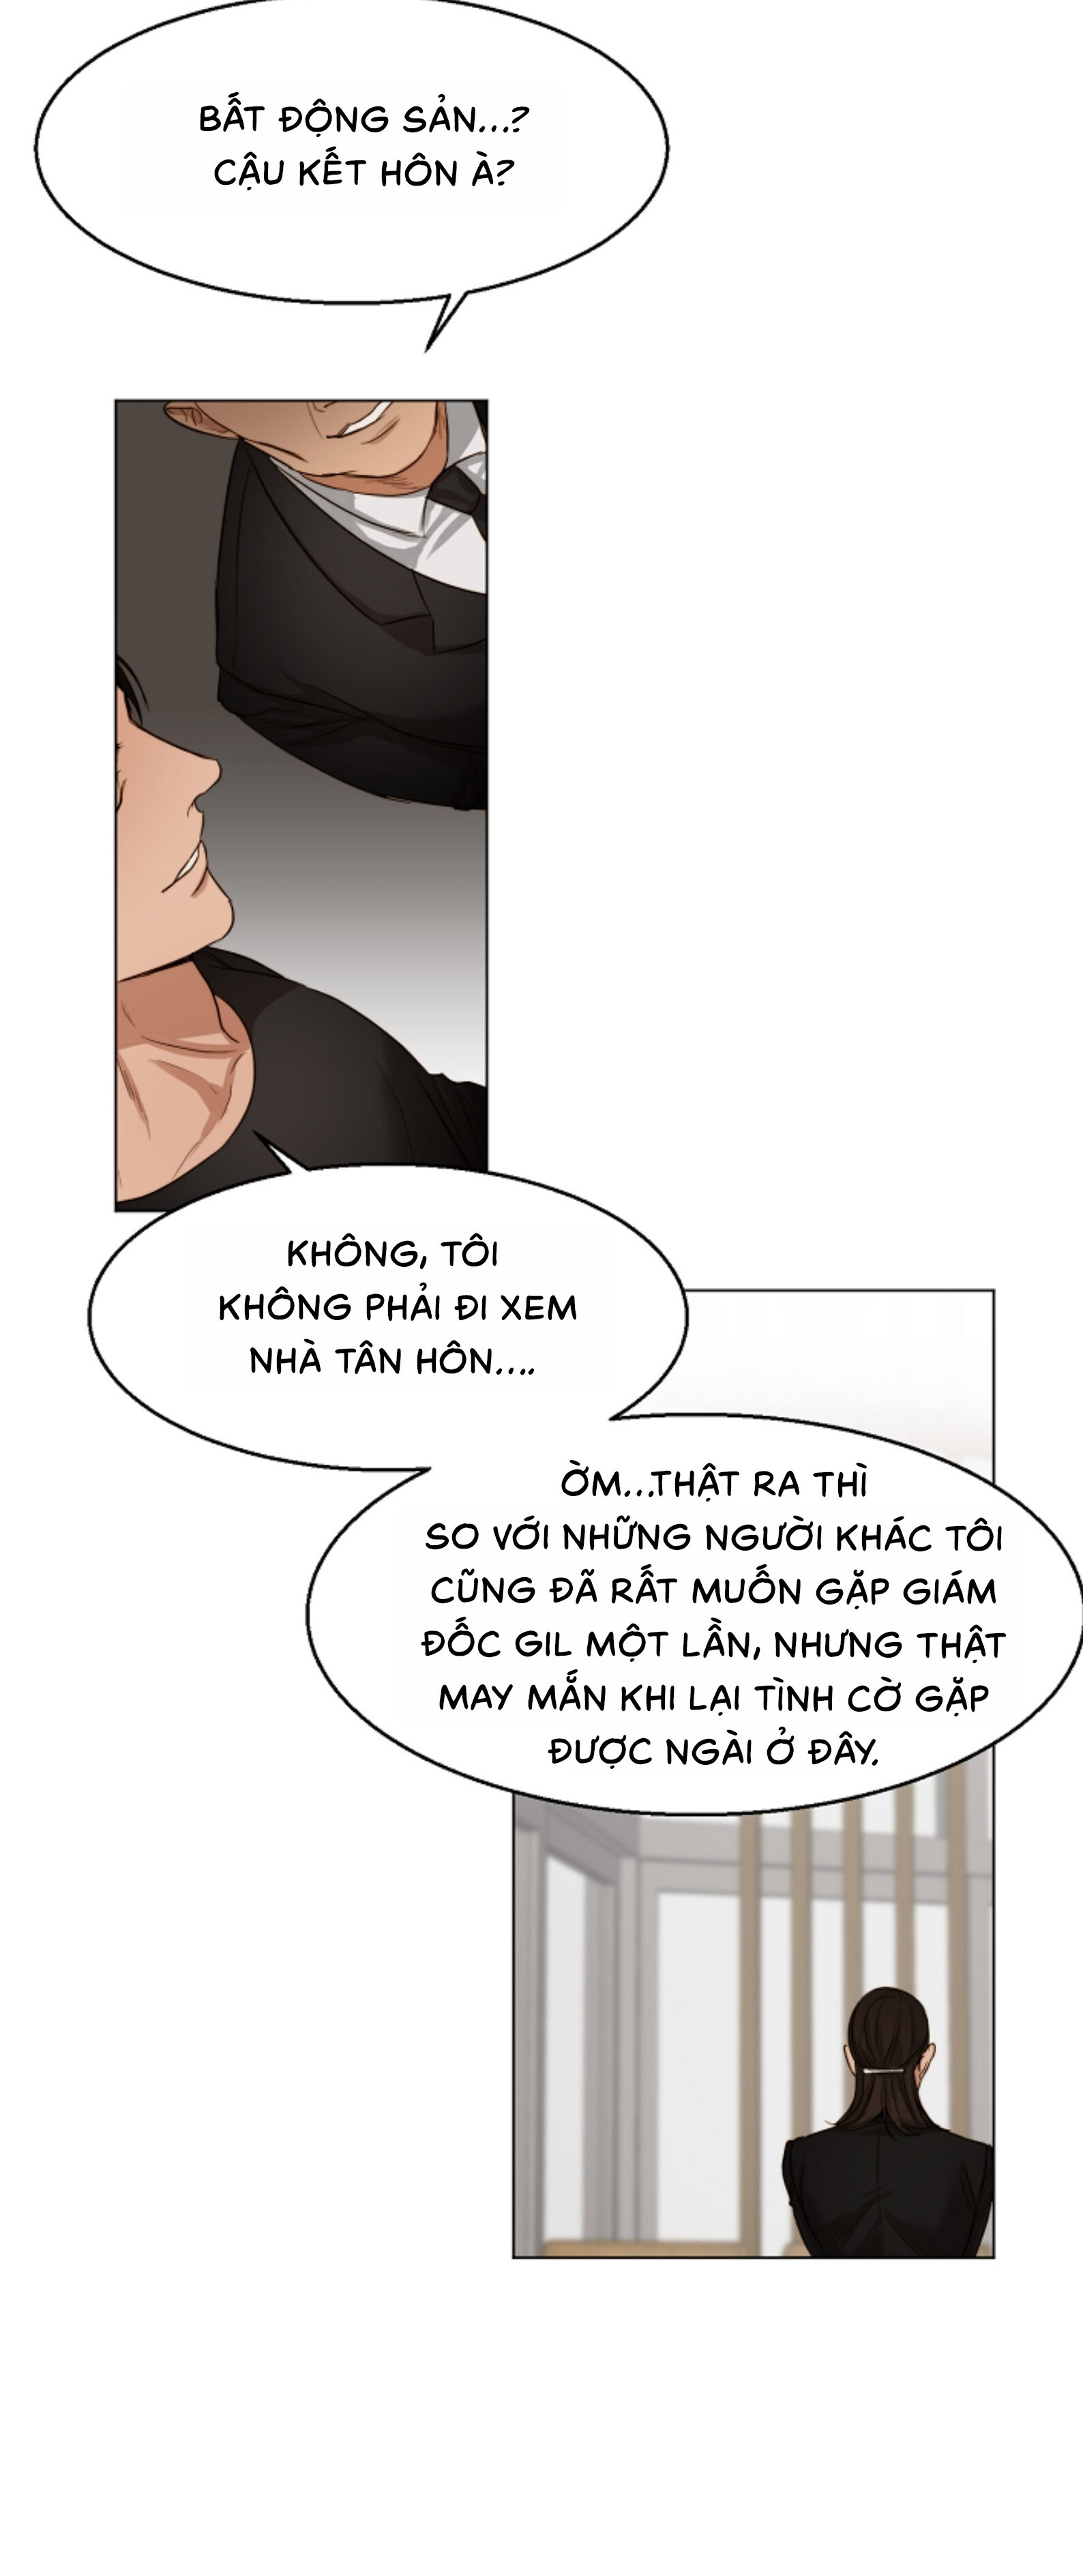 BẤT ĐỘNG SẢN...?
CẬU KẾT HÔN À?
KHÔNG, TÔI
KHÔNG PHẢI ĐI XEM
NHÀ TÂN HÔN....
ỜM...THẬT RA THÌ
SO VỚI NHỮNG NGƯỜI KHÁC TÔI
CŨNG ĐÃ RẤT MUỐN GẶP GIÁM
ĐỐC GIL MỘT LẦN, NHƯNG THẬT
MAY MẮN KHI LẠI TÌNH CỜ GẶP
ĐƯỢC NGÀI Ở ĐÂY.